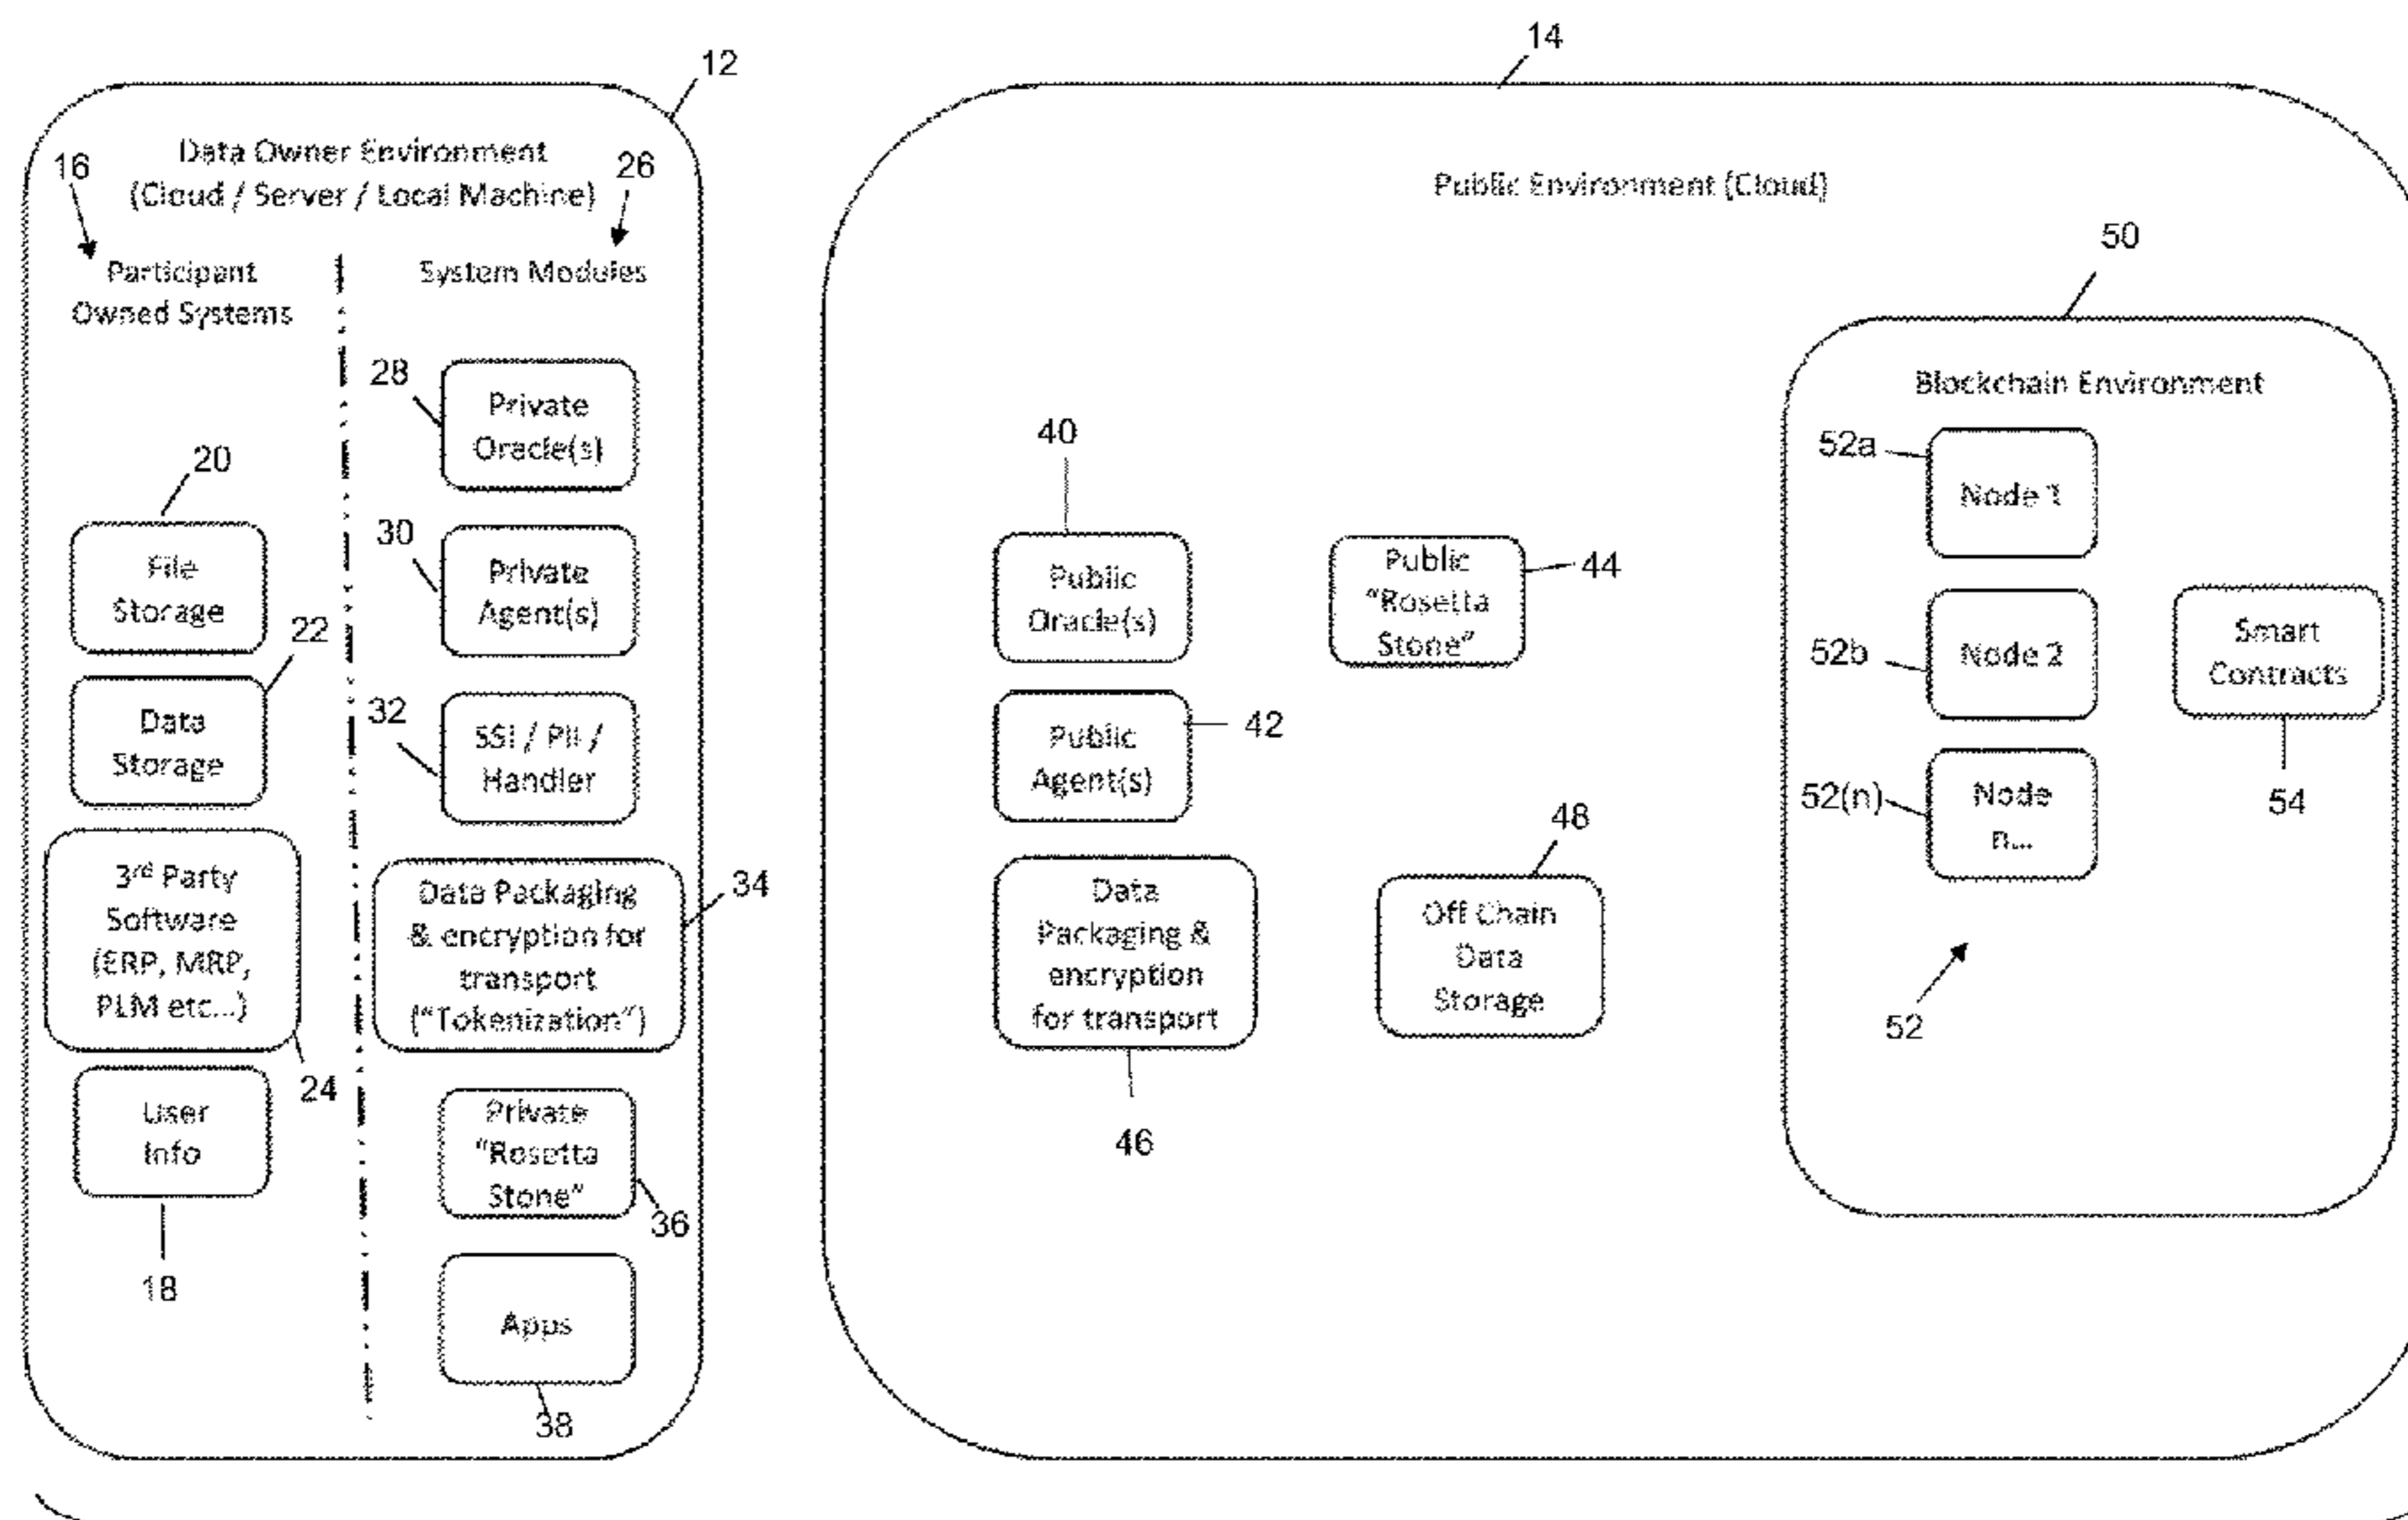 12
Data Owner Environment
(Cloud / Server / Local Machine)
16
26
Participant
Owned Systems
System Modules
28
Private
Oracle(s)
20
File
Storage
30
Private
Agent(s)
22
Data
Storage
32
SSI / PII /
Handler
3rd Party
Software
(ERP, MRP,
PLM etc...)
24
34
Data Packaging
& encryption for
transport
("Tokenization")
User
Info
18
Private
"Rosetta
Stone"
36
Apps
38
14
Public Environment (Cloud)
40
Public
Oracle(s)
Public
"Rosetta
Stone"
44
Public
Agent(s)
42
Data
Packaging &
encryption
for transport
46
48
Off Chain
Data
Storage
50
Blockchain Environment
52a
Node 1
52b
Node 2
Smart
Contracts
54
52(n)
Node
n...
52